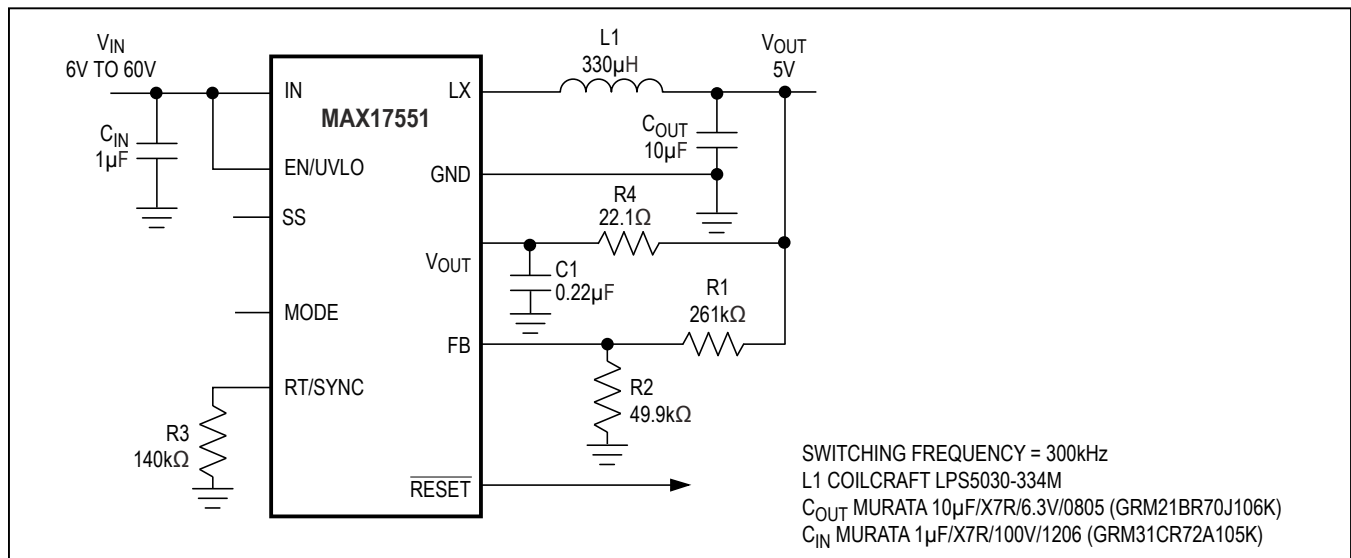 V_IN
6V TO 60V
C_IN
1µF
IN
EN/UVLO
SS
MODE
RT/SYNC
R3
140kΩ
MAX17551
LX
GND
V_OUT
FB
RESET
L1
330µH
V_OUT
5V
C_OUT
10µF
R4
22.1Ω
C1
0.22µF
R1
261kΩ
R2
49.9kΩ
SWITCHING FREQUENCY = 300kHz
L1 COILCRAFT LPS5030-334M
C_OUT MURATA 10µF/X7R/6.3V/0805 (GRM21BR70J106K)
C_IN MURATA 1µF/X7R/100V/1206 (GRM31CR72A105K)